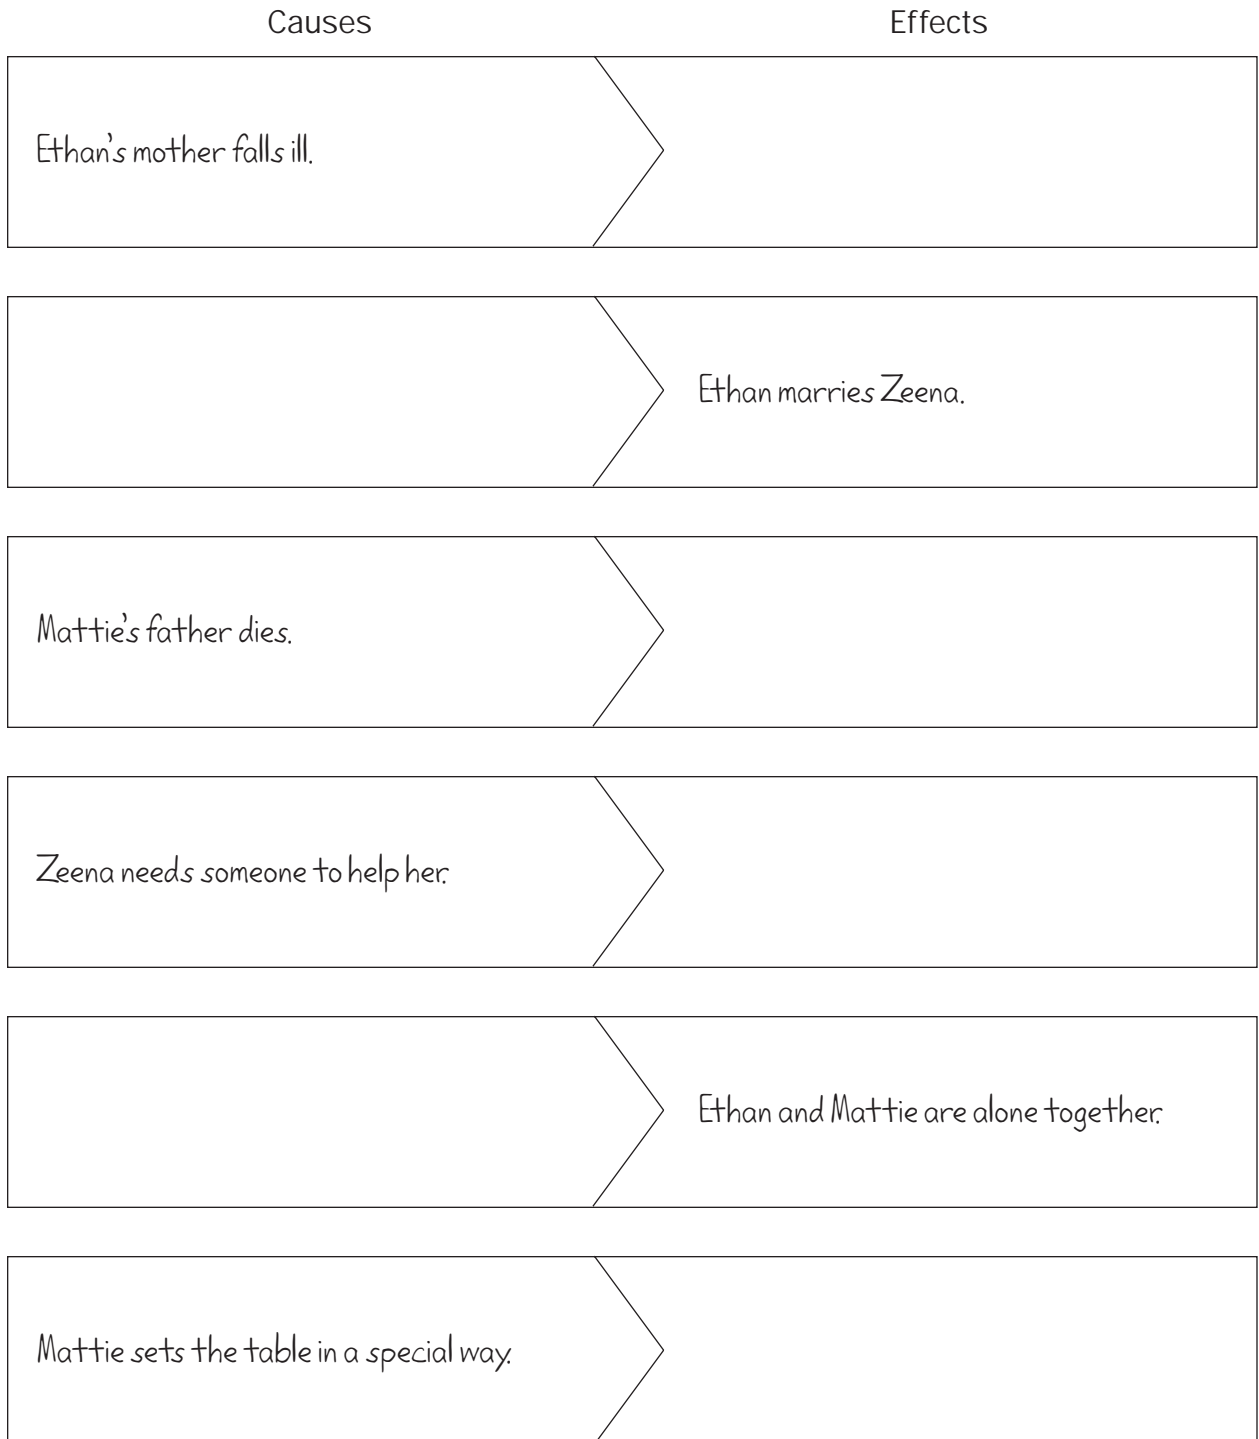 Causes
Effects
Ethan's mother falls ill.
Ethan marries Zeena.
Mattie's father dies.
Zeena needs someone to help her.
Ethan and Mattie are alone together.
Mattie sets the table in a special way.